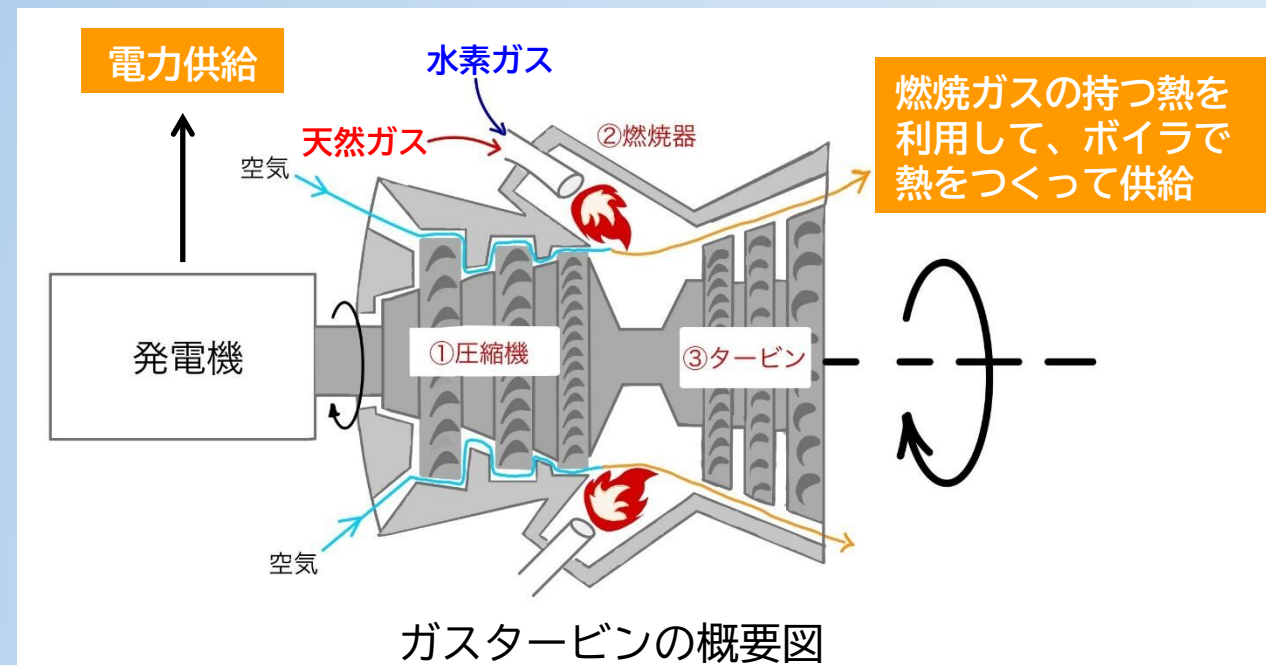 電力供給
水素ガス
天然ガス
空気
②燃焼器
燃焼ガスの持つ熱を
利用して、ボイラで
熱をつくって供給
発電機
①圧縮機
③タービン
空気
ガスタービンの概要図